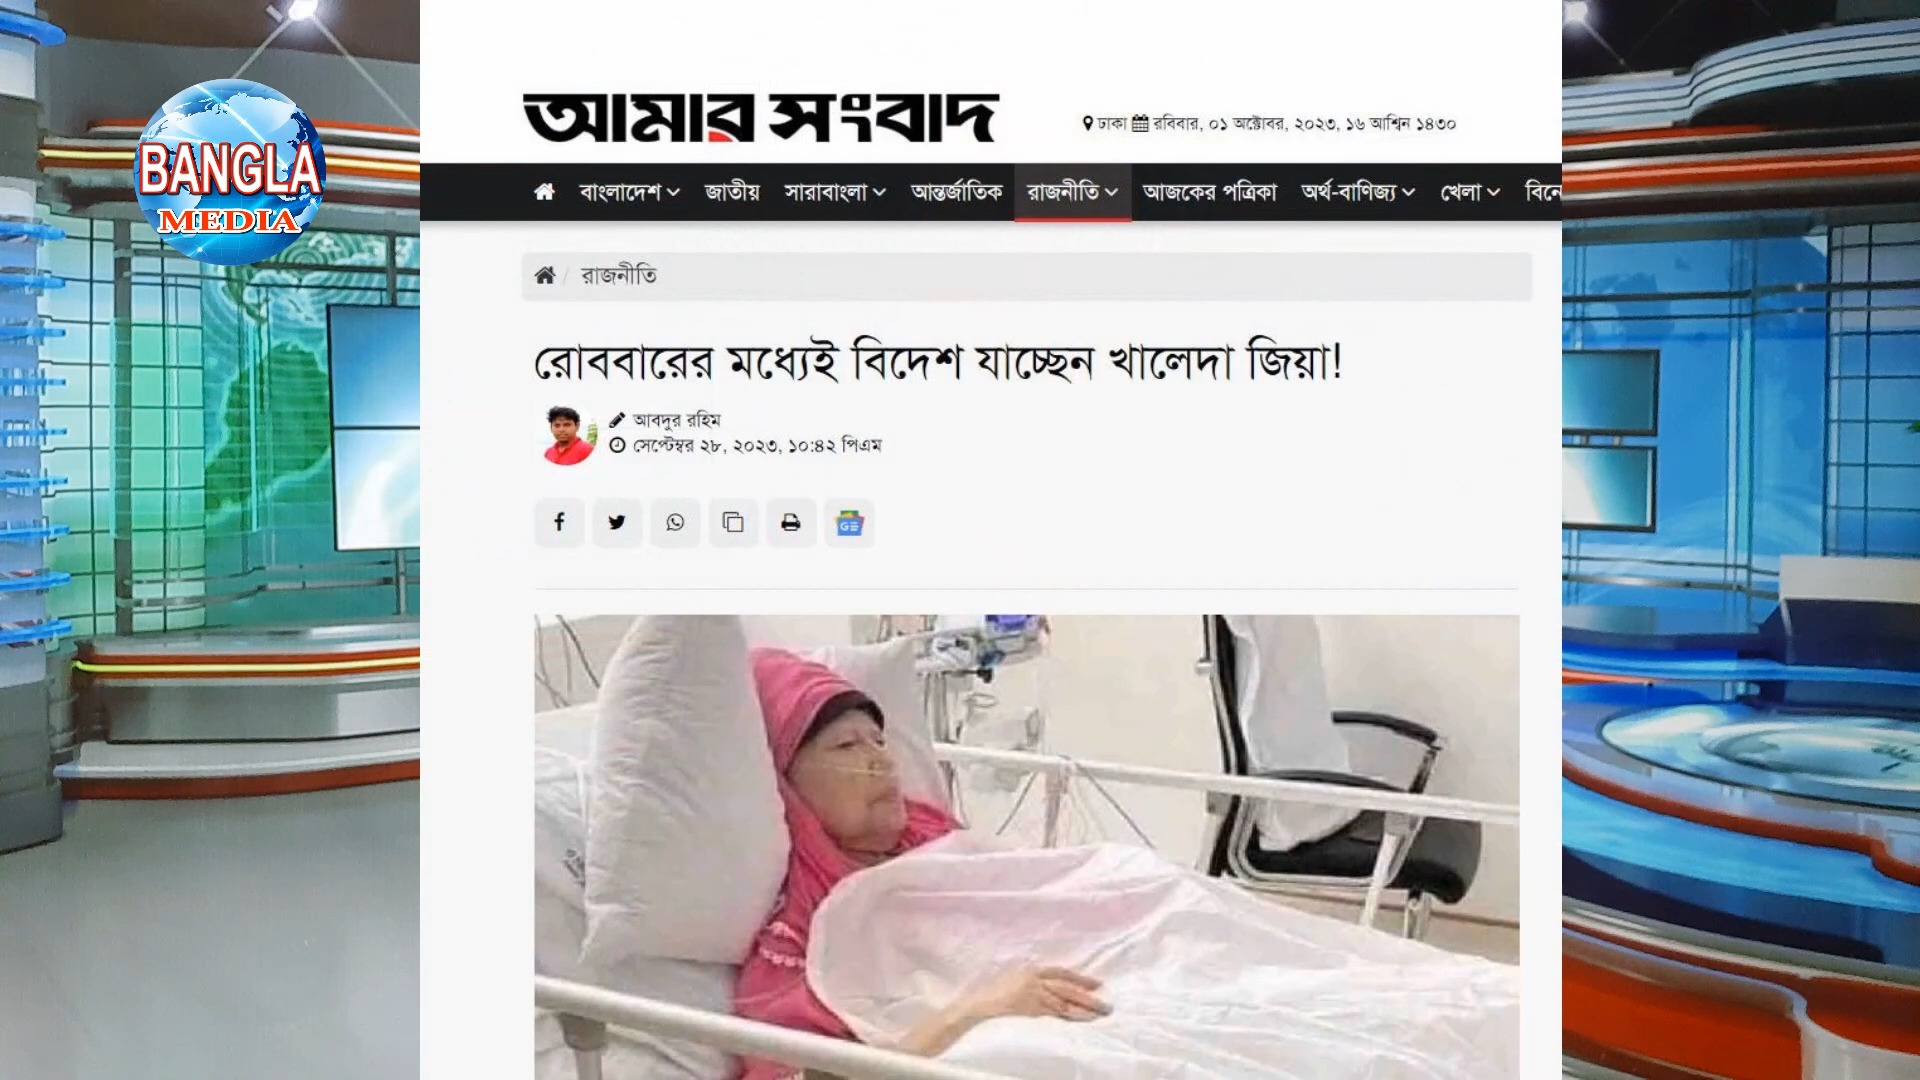 BANGLA
MEDIA
আমার সংবাদ
ঢাকা রবিবার, ০১ অক্টোবর, ২০২৩, ১৬ আশ্বিন ১৪৩০
বাংলাদেশ জাতীয় সারাবাংলা আন্তর্জাতিক রাজনীতি আজকের পত্রিকা অর্থ-বাণিজ্য খেলা বিনো
/ রাজনীতি
রোববারের মধ্যেই বিদেশ যাচ্ছেন খালেদা জিয়া!
আবদুর রহিম
সেপ্টেম্বর ২৮, ২০২৩, ১০:৪২ পিএম